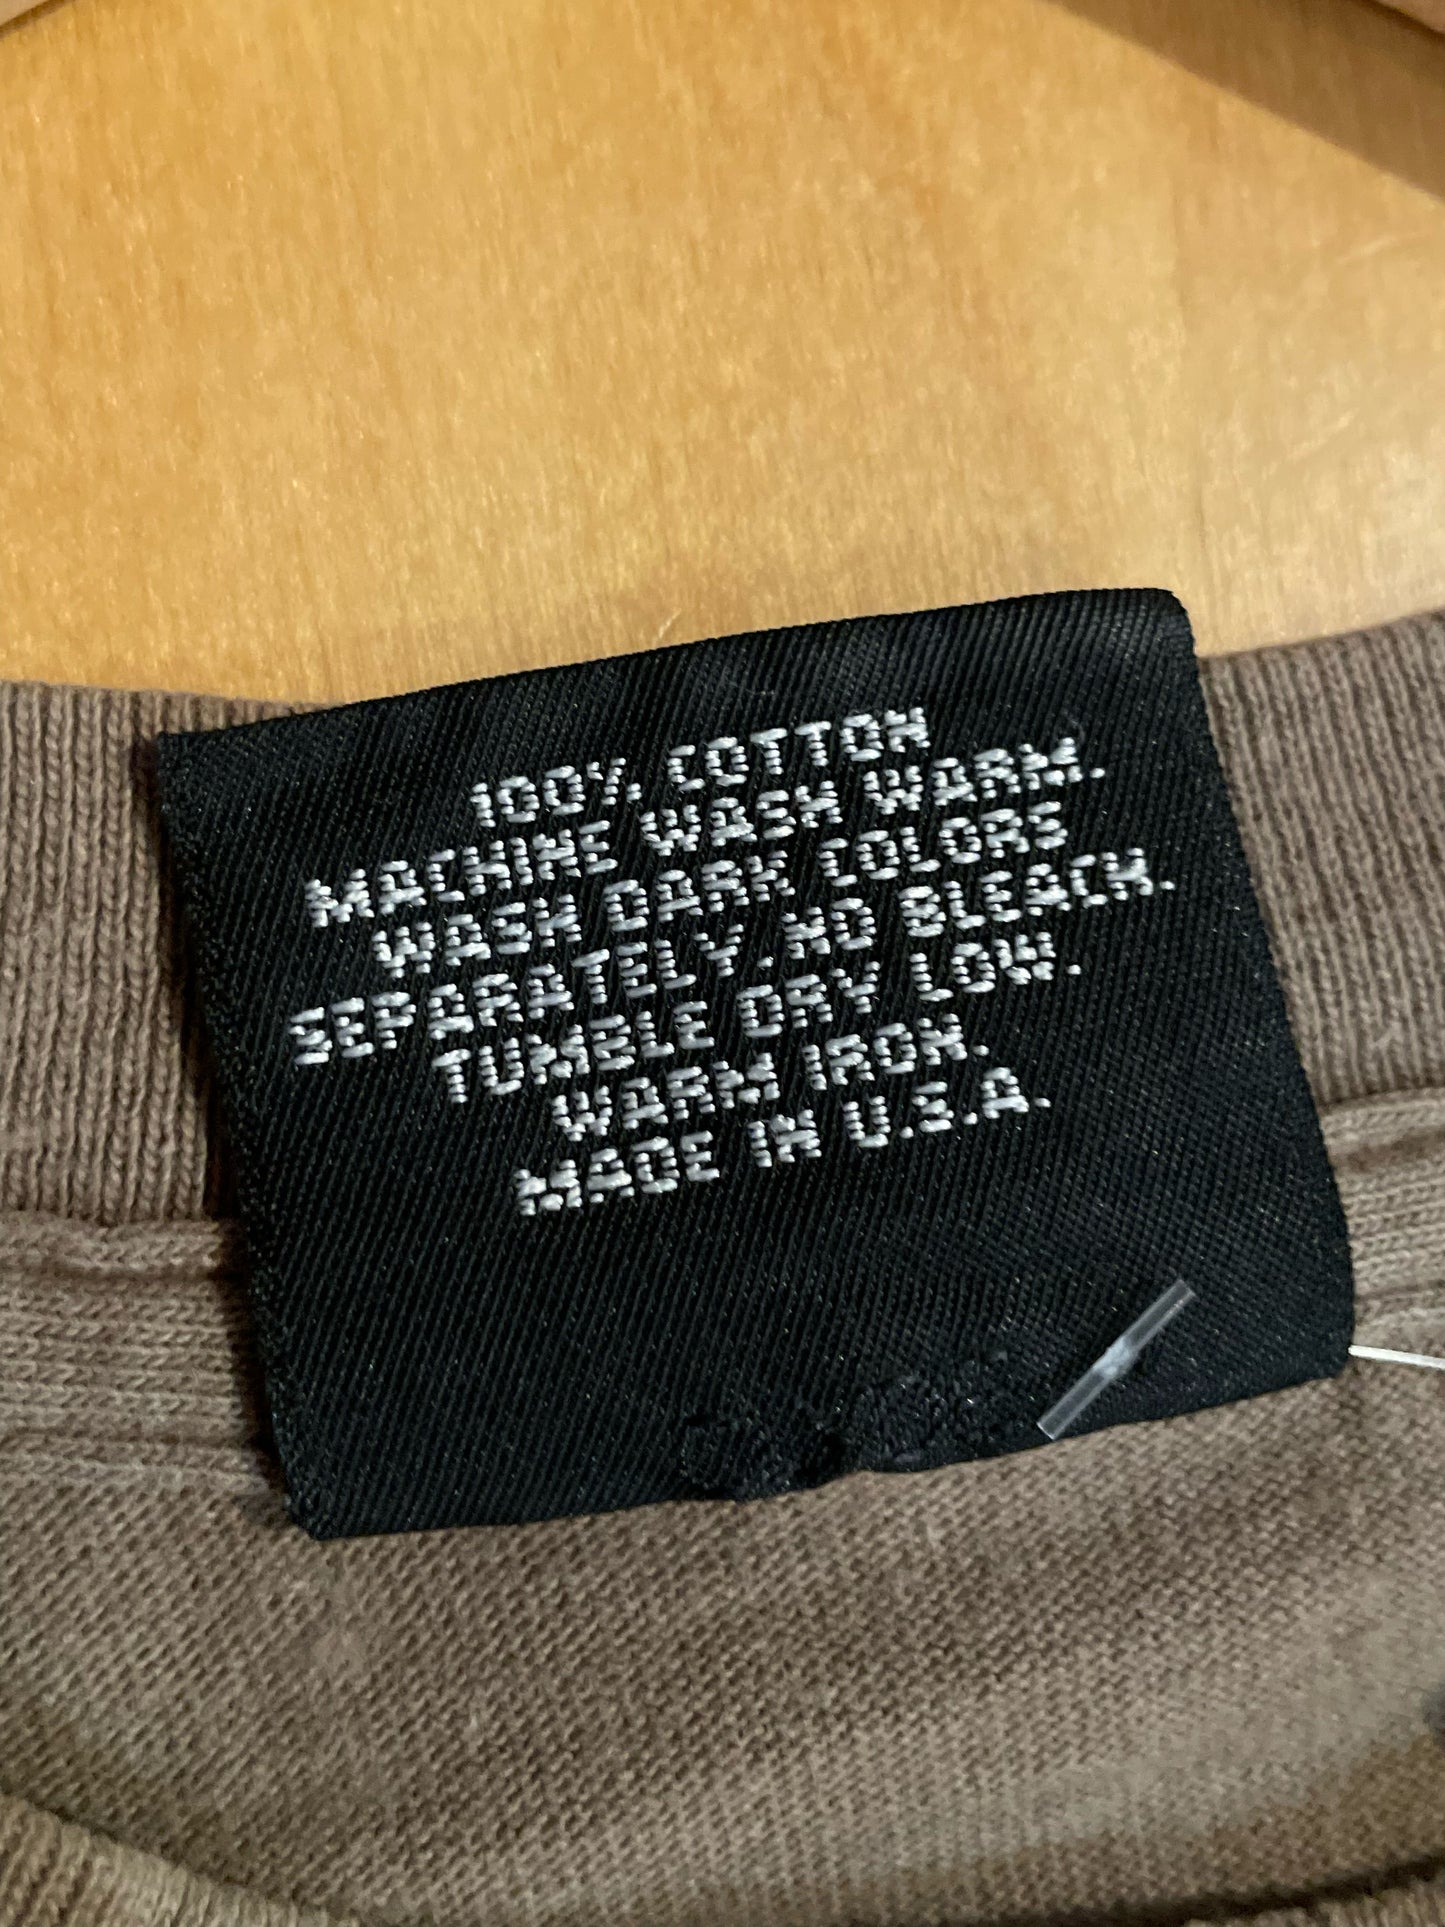 100% COTTON
MACHINE WASH WARM.
WASH DARK COLORS
SEPARATELY. NO BLEACH.
TUMBLE DRY LOW.
WARM IRON.
MADE IN U.S.A.